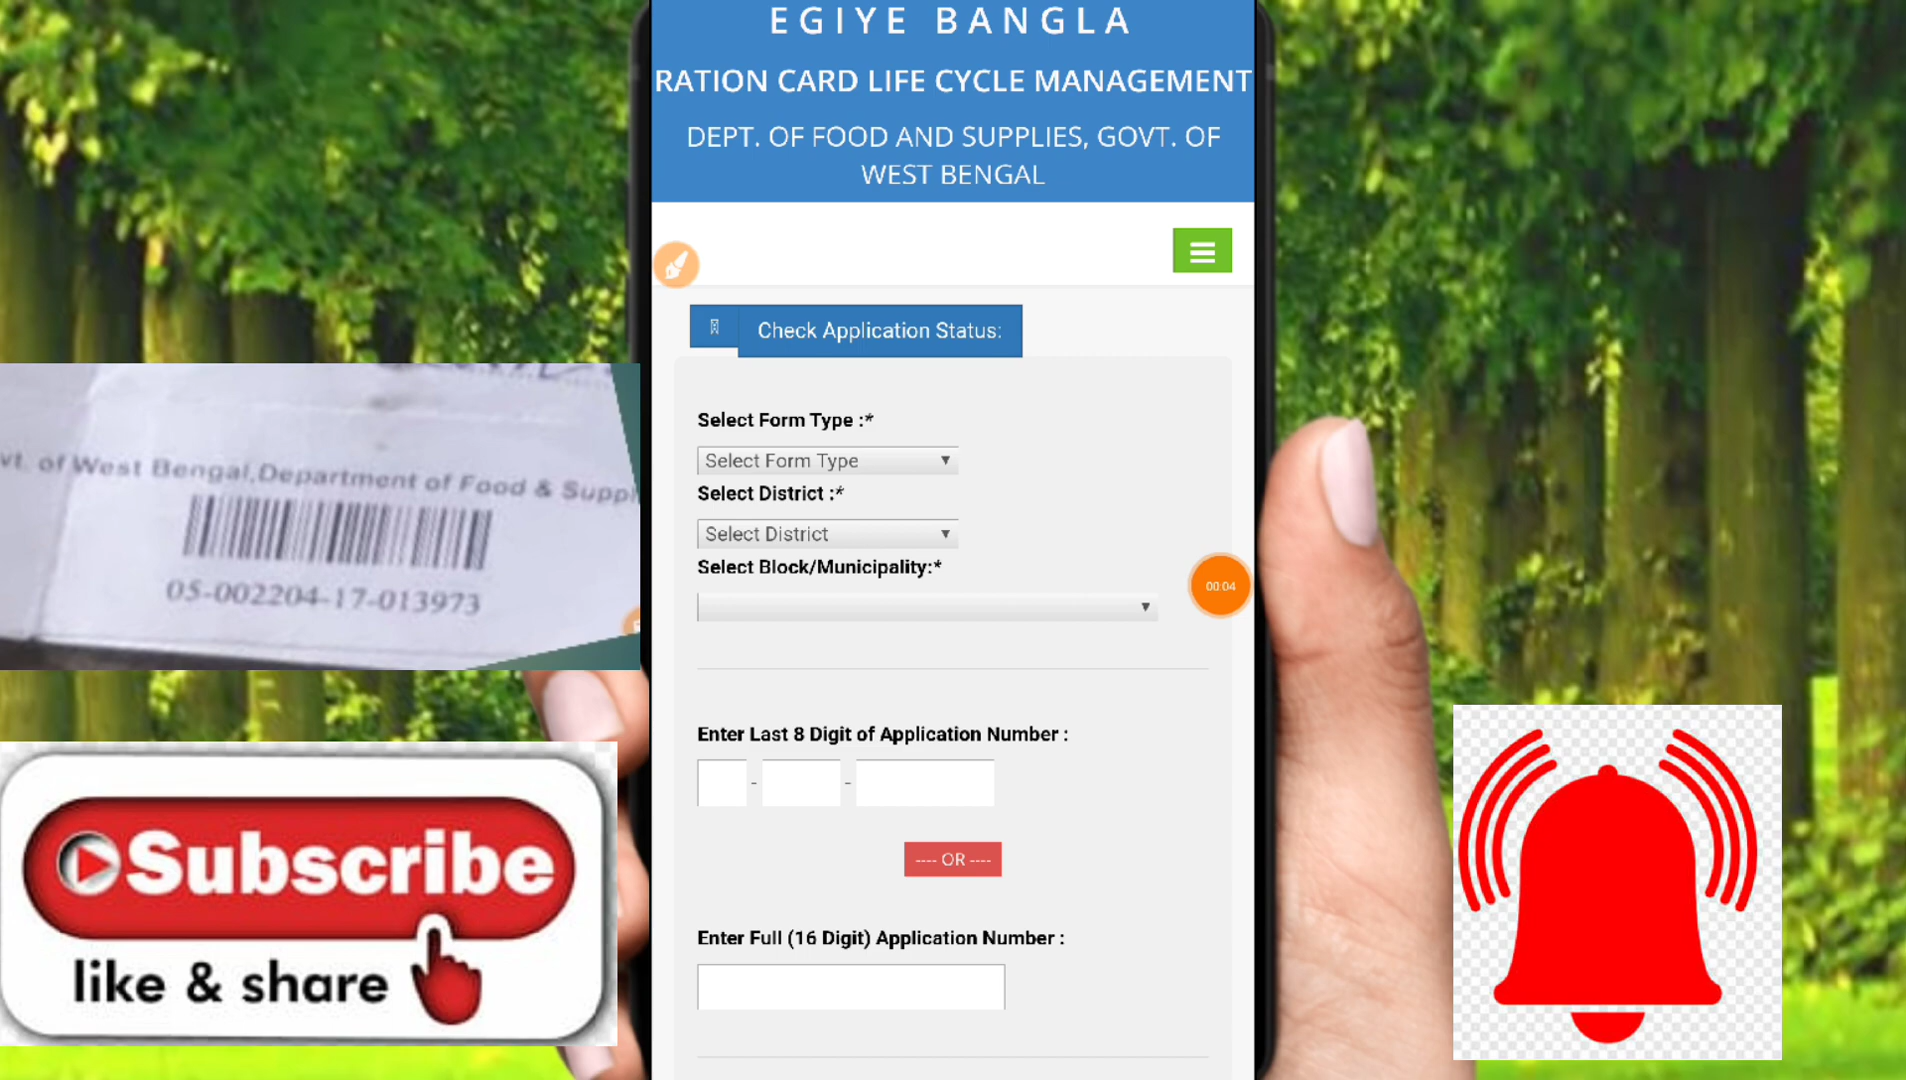 EGIYE BANGLA
RATION CARD LIFE CYCLE MANAGEMENT
DEPT. OF FOOD AND SUPPLIES, GOVT. OF
WEST BENGAL
Check Application Status:
Select Form Type :*
Select Form Type
Select District :*
Select District
Select Block/Municipality:*
00:04
Enter Last 8 Digit of Application Number :
- -
---- OR ----
Enter Full (16 Digit) Application Number :
of West Bengal,Department of Food &
05-002204-17-013973
Subscribe
like & share